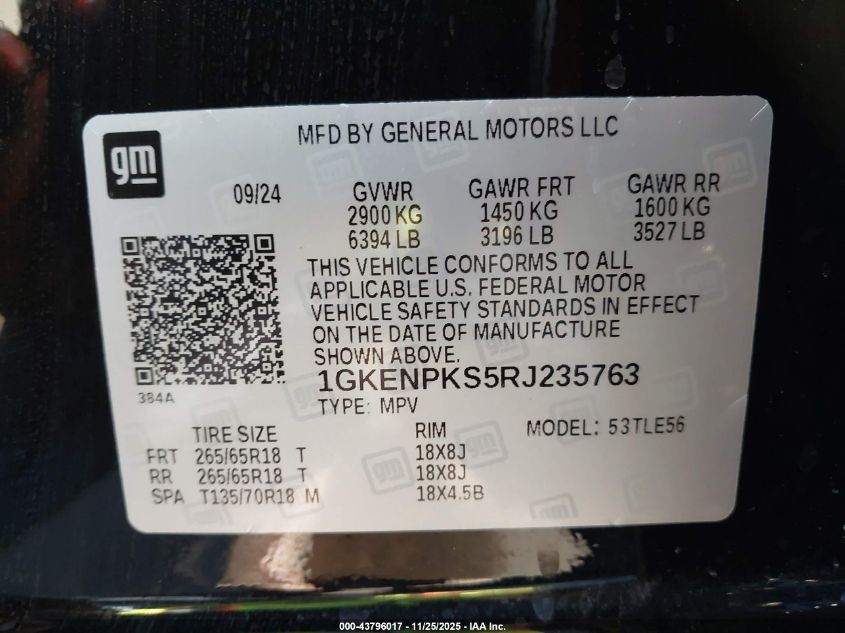 gm
MFD BY GENERAL MOTORS LLC
09/24 GVWR GAWR FRT GAWR RR
2900 KG 1450 KG 1600 KG
6394 LB 3196 LB 3527 LB
THIS VEHICLE CONFORMS TO ALL
APPLICABLE U.S. FEDERAL MOTOR
VEHICLE SAFETY STANDARDS IN EFFECT
ON THE DATE OF MANUFACTURE
SHOWN ABOVE.
1GKENPKS5RJ235763
384A
TYPE: MPV
TIRE SIZE RIM MODEL: 53TLE56
FRT 265/65R18 T 18X8J
RR 265/65R18 T 18X8J
SPA T135/70R18 M 18X4.5B
000-43796017 - 11/25/2025 - IAA Inc.